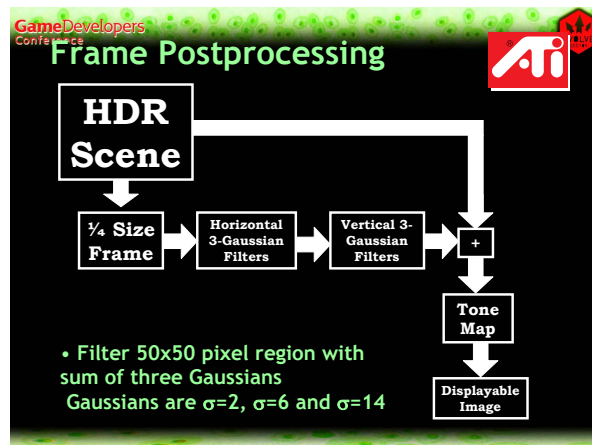 GameDevelopers
Conference
Frame Postprocessing
ATi
®
HDR
Scene
¼ Size
Frame
Horizontal
3-Gaussian
Filters
Vertical 3-
Gaussian
Filters
+
Tone
Map
Displayable
Image
• Filter 50x50 pixel region with
sum of three Gaussians
Gaussians are σ=2, σ=6 and σ=14